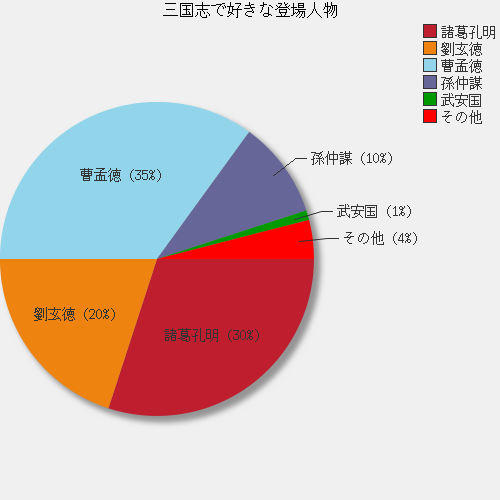 三国志で好きな登場人物
諸葛孔明
劉玄徳
曹孟徳
孫仲謀
武安国
その他
孫仲謀 (10%)
曹孟徳 (35%)
武安国 (1%)
その他 (4%)
劉玄徳 (20%)
諸葛孔明 (30%)